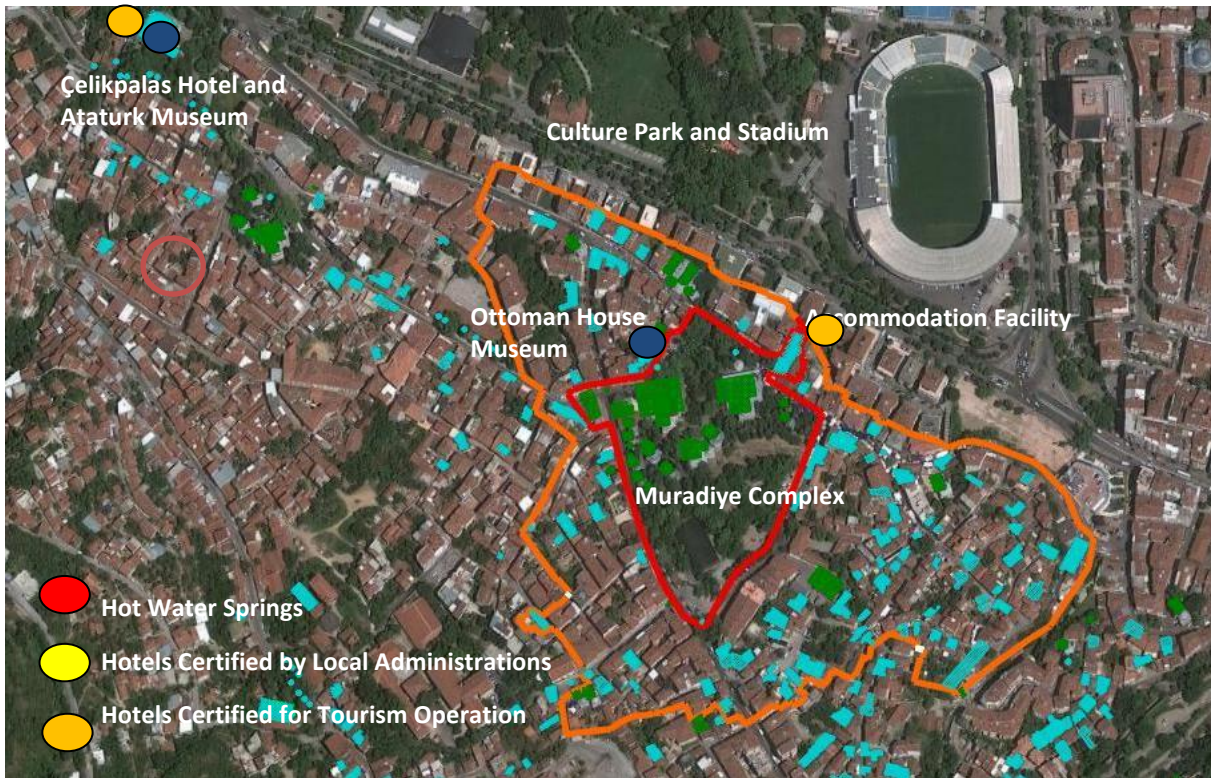 Çelikpalas Hotel and
Ataturk Museum
Culture Park and Stadium
Ottoman House
Museum
Accommodation Facility
Muradiye Complex
Hot Water Springs
Hotels Certified by Local Administrations
Hotels Certified for Tourism Operation